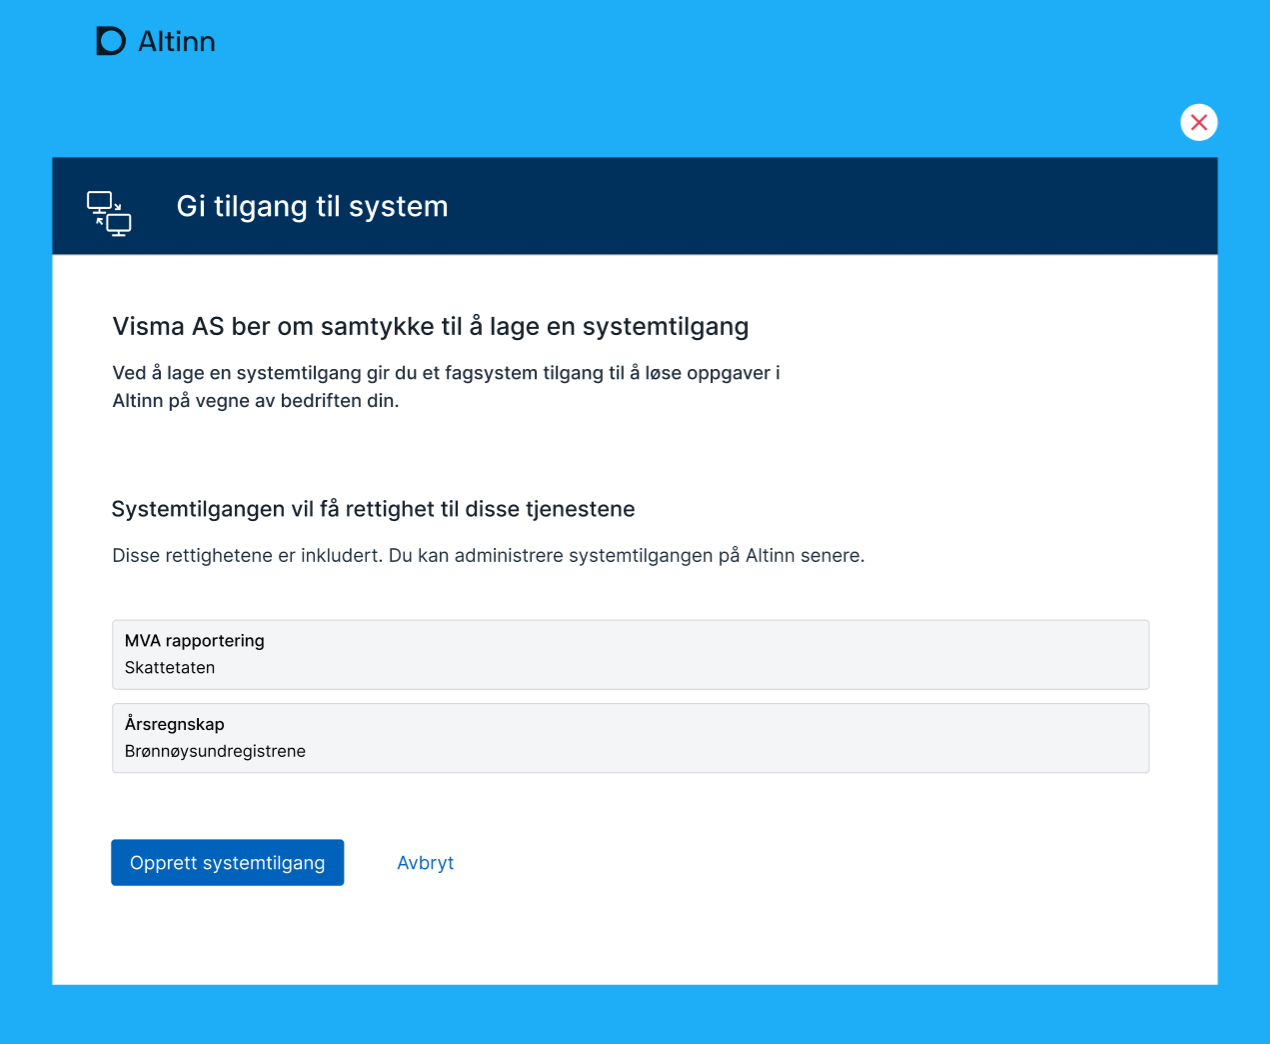 Altinn
Gi tilgang til system
Visma AS ber om samtykke til å lage en systemtilgang
Ved å lage en systemtilgang gir du et fagsystem tilgang til å løse oppgaver i
Altinn på vegne av bedriften din.
Systemtilgangen vil få rettighet til disse tjenestene
Disse rettighetene er inkludert. Du kan administrere systemtilgangen på Altinn senere.
MVA rapportering
Skattetaten
Årsregnskap
Brønnøysundregistrene
Opprett systemtilgang
Avbryt